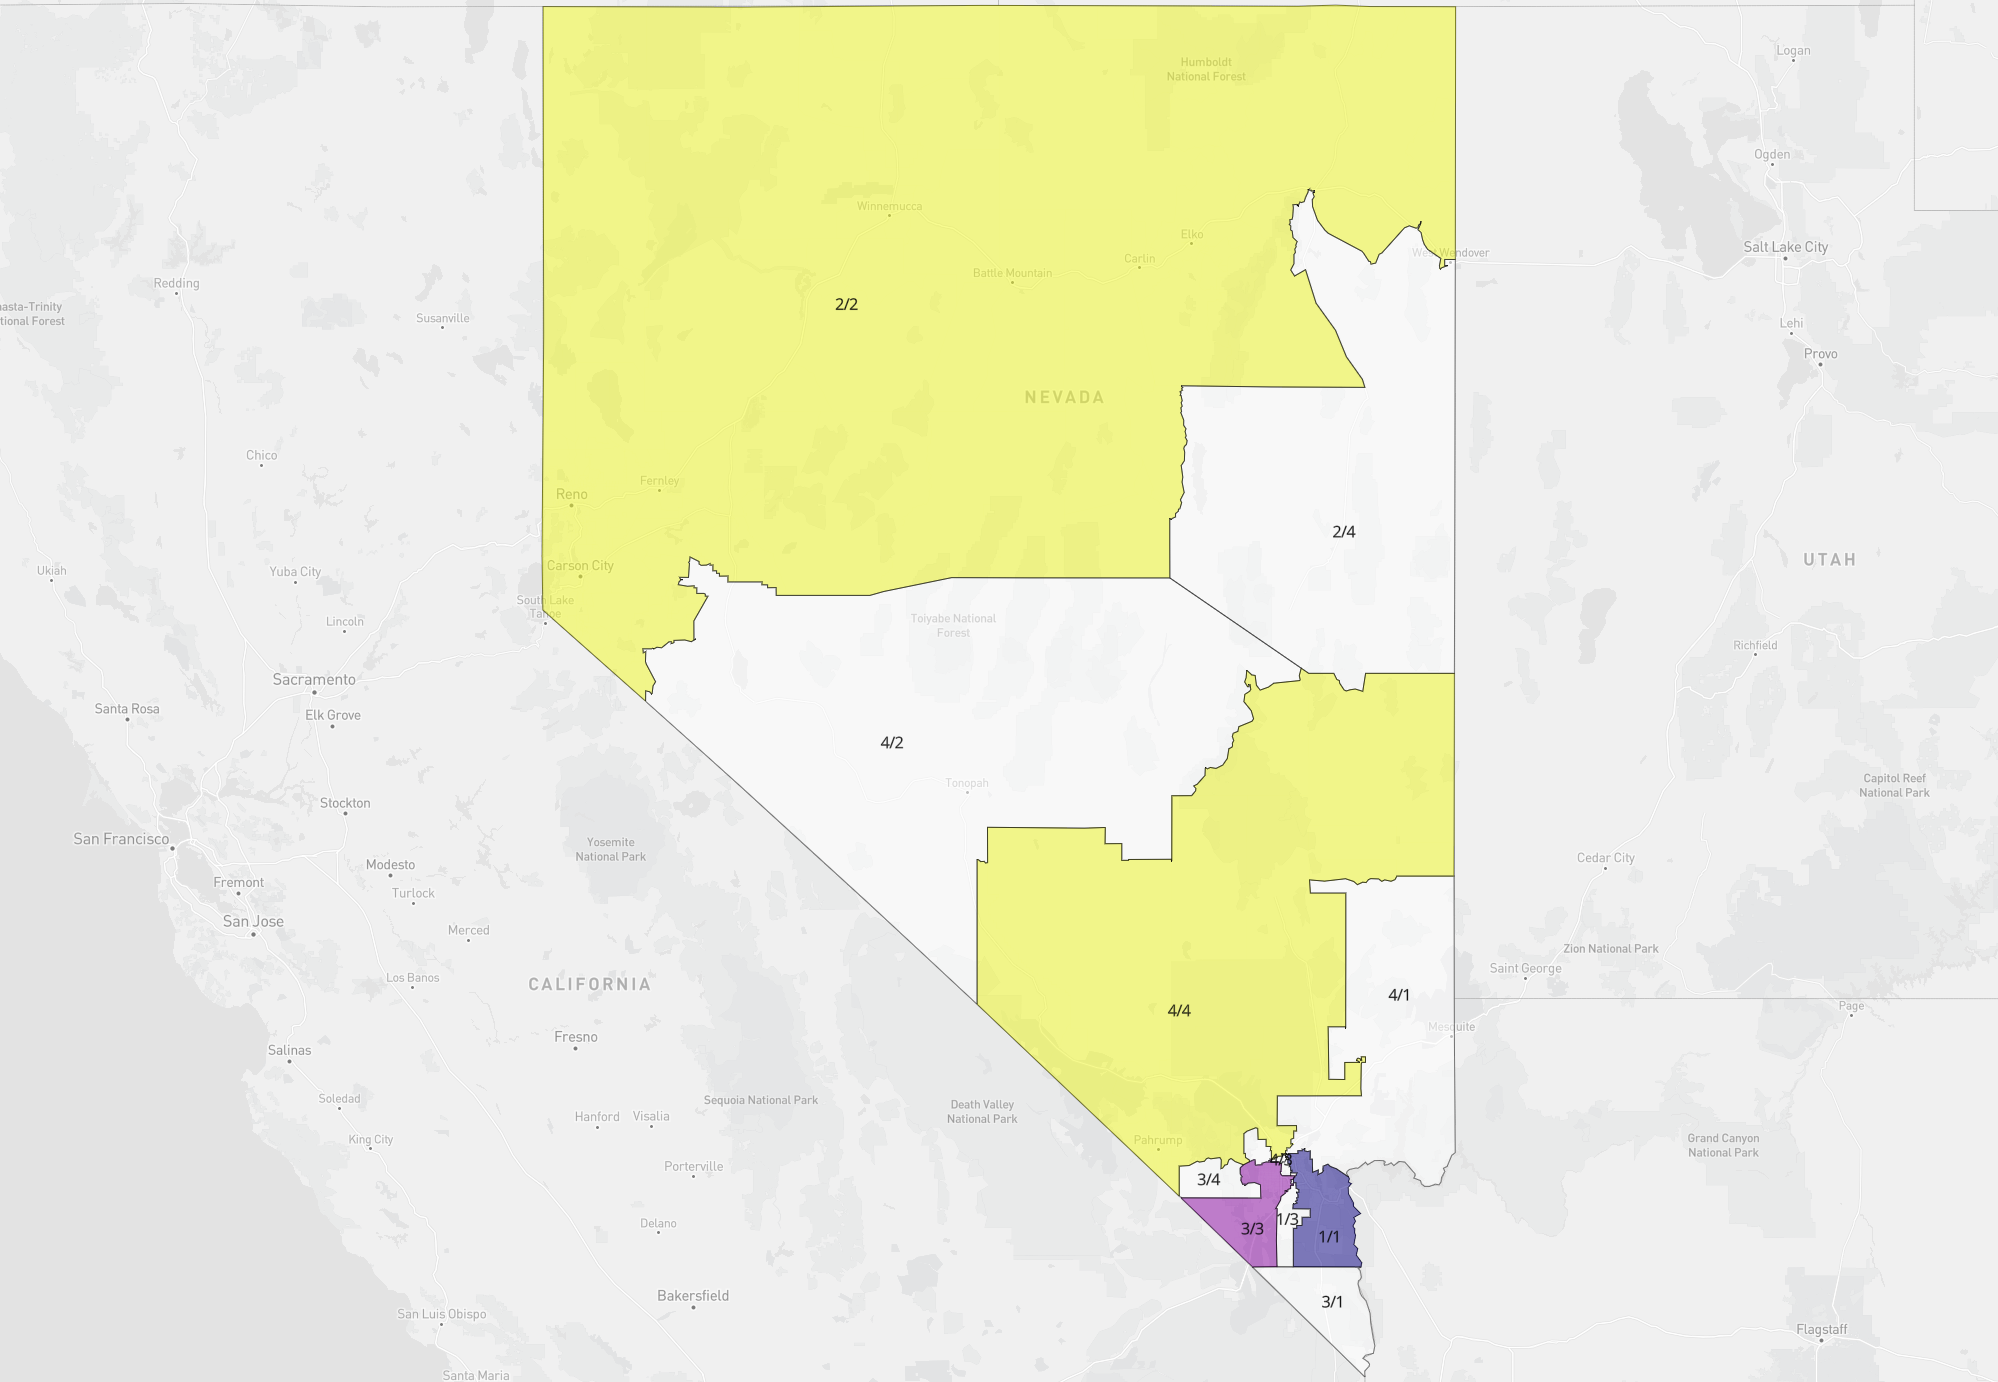 Humboldt
National Forest
Logan
Ogden
Winnemucca
Elko
Carlin
Battle Mountain
West Wendover
Salt Lake City
Redding
2/2
Susanville
Lehi
Provo
NEVADA
Chico
Fernley
Reno
2/4
UTAH
Ukiah
Yuba City
Carson City
South Lake
Tahoe
Lincoln
Toiyabe National
Forest
Richfield
Sacramento
Santa Rosa
Elk Grove
4/2
Tonopah
Capitol Reef
National Park
Stockton
San Francisco
Yosemite
National Park
Modesto
Cedar City
Fremont
Turlock
San Jose
Merced
Zion National Park
Los Banos
CALIFORNIA
Saint George
4/1
4/4
Page
Mesquite
Fresno
Salinas
Soledad
Sequoia National Park
Death Valley
National Park
Hanford
Visalia
King City
Pahrump
Grand Canyon
National Park
Porterville
3/4
Delano
3/3
1/3
1/1
Bakersfield
3/1
San Luis Obispo
Flagstaff
Santa Maria